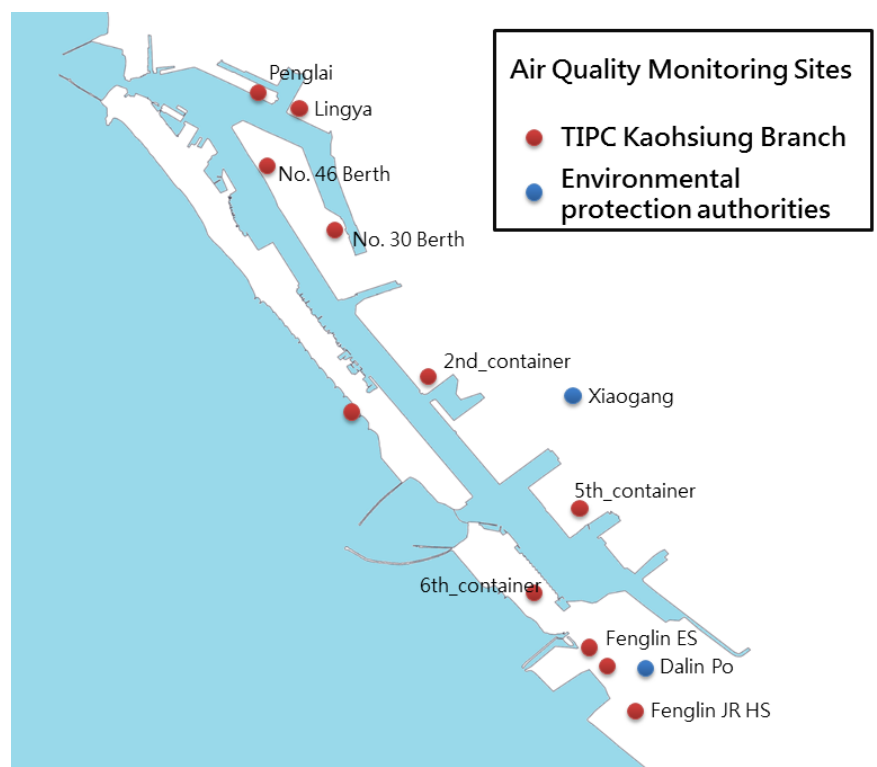 Air Quality Monitoring Sites
TIPC Kaohsiung Branch
Environmental
protection authorities
Penglai
Lingya
No. 46 Berth
No. 30 Berth
2nd_container
Xiaogang
5th_container
6th_container
Fenglin ES
Dalin Po
Fenglin JR HS